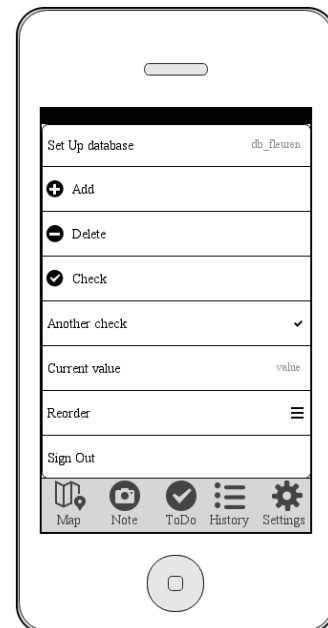 Set Up database db_fleuren
Add
Delete
Check
Another check
Current value value
Reorder
Sign Out
Map Note ToDo History Settings